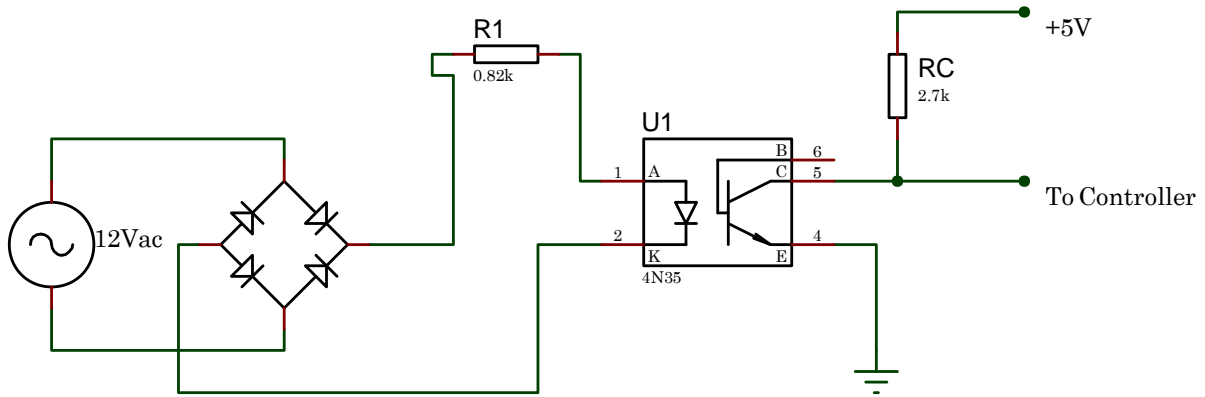 R1
0.82k
+5V
RC
2.7k
U1
B 6
1 A C 5
12Vac
To Controller
2 4
K E
4N35